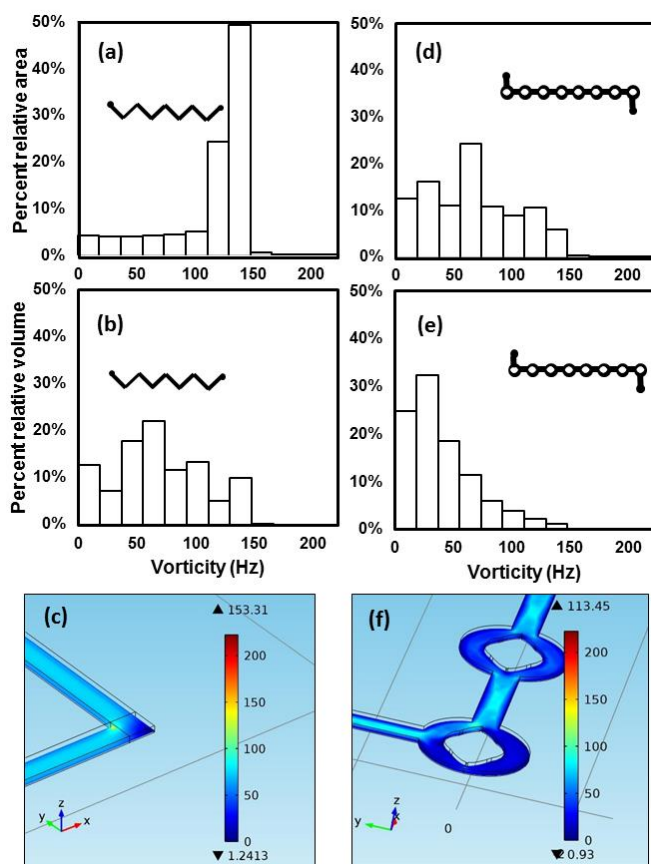 (a)
Percent relative area
50%
40%
30%
20%
10%
0%
0 50 100 150 200
(d)
50%
40%
30%
20%
10%
0%
0 50 100 150 200
(b)
Percent relative volume
50%
40%
30%
20%
10%
0%
0 50 100 150 200
Vorticity (Hz)
(e)
50%
40%
30%
20%
10%
0%
0 50 100 150 200
Vorticity (Hz)
(c)
▲ 153.31
200
150
100
50
0
▼ 1.2413
y z x
(f)
▲ 113.45
200
150
100
50
0
0.93
y z x
0